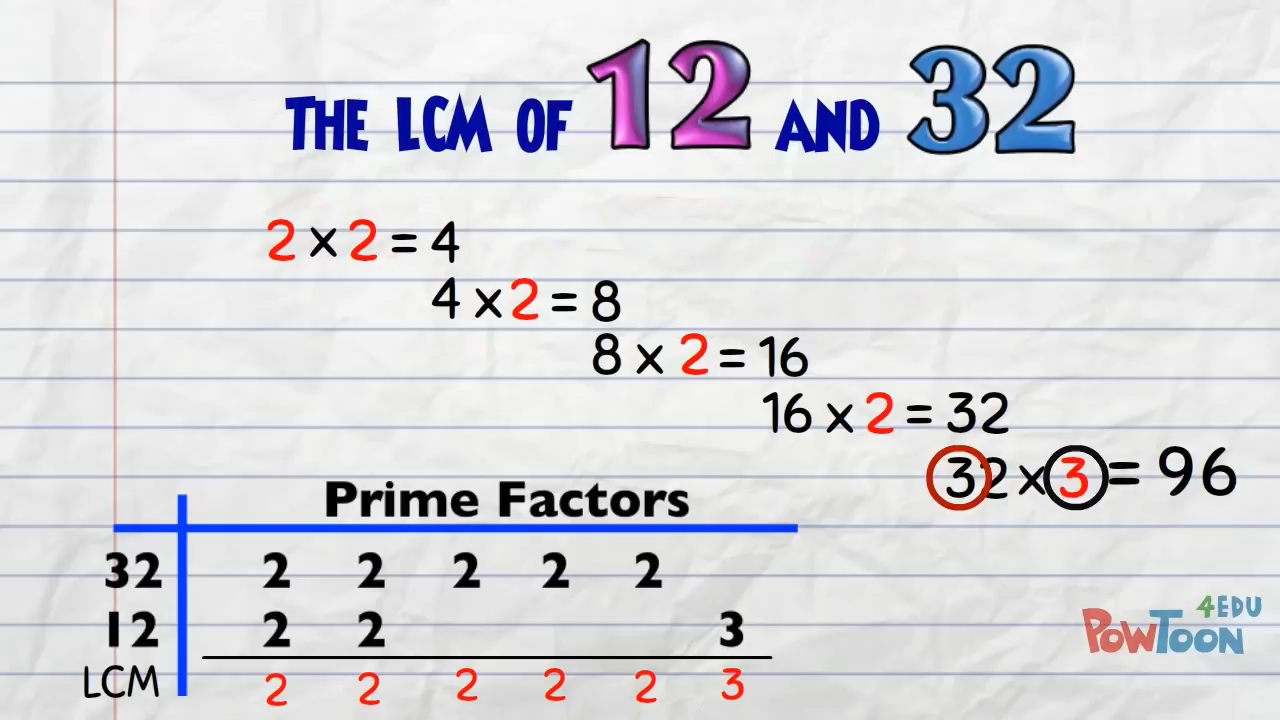 THE LCM OF 12 AND 32
2 x 2 = 4
4 x 2 = 8
8 x 2 = 16
16 x 2 = 32
32 x 3 = 96
Prime Factors
32 2 2 2 2 2
12 2 2 3
LCM 2 2 2 2 2 3
POWTOON 4EDU